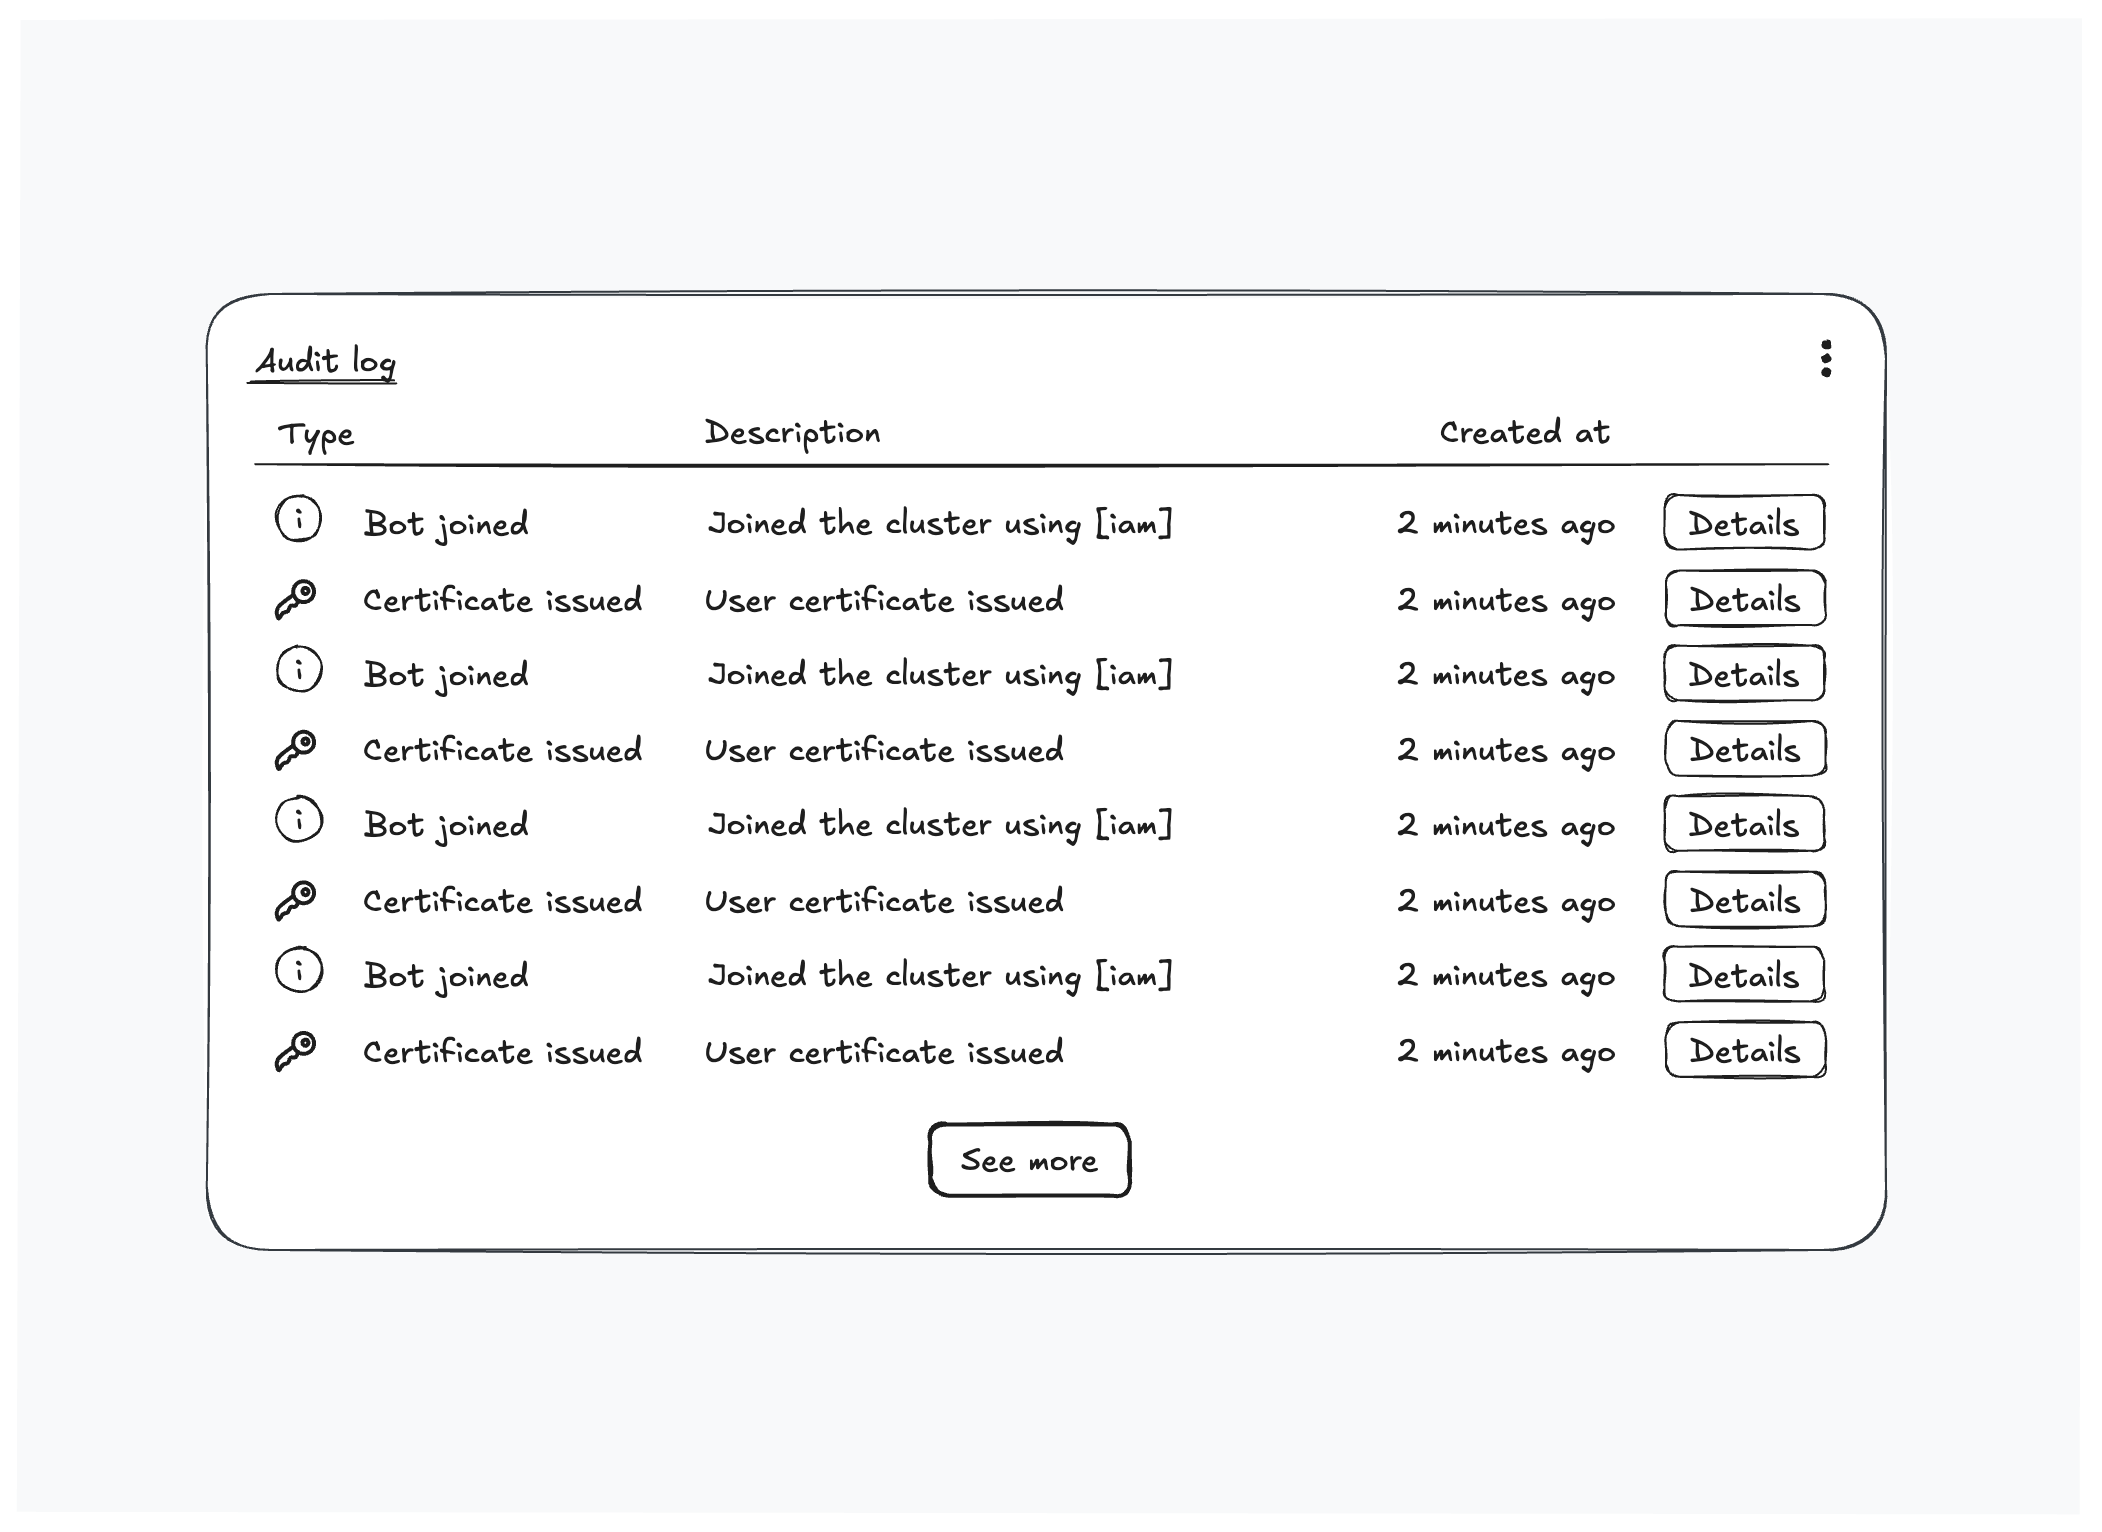 Audit log
Type Description Created at
i Bot joined Joined the cluster using [iam] 2 minutes ago Details
Certificate issued User certificate issued 2 minutes ago Details
i Bot joined Joined the cluster using [iam] 2 minutes ago Details
Certificate issued User certificate issued 2 minutes ago Details
i Bot joined Joined the cluster using [iam] 2 minutes ago Details
Certificate issued User certificate issued 2 minutes ago Details
i Bot joined Joined the cluster using [iam] 2 minutes ago Details
Certificate issued User certificate issued 2 minutes ago Details
See more